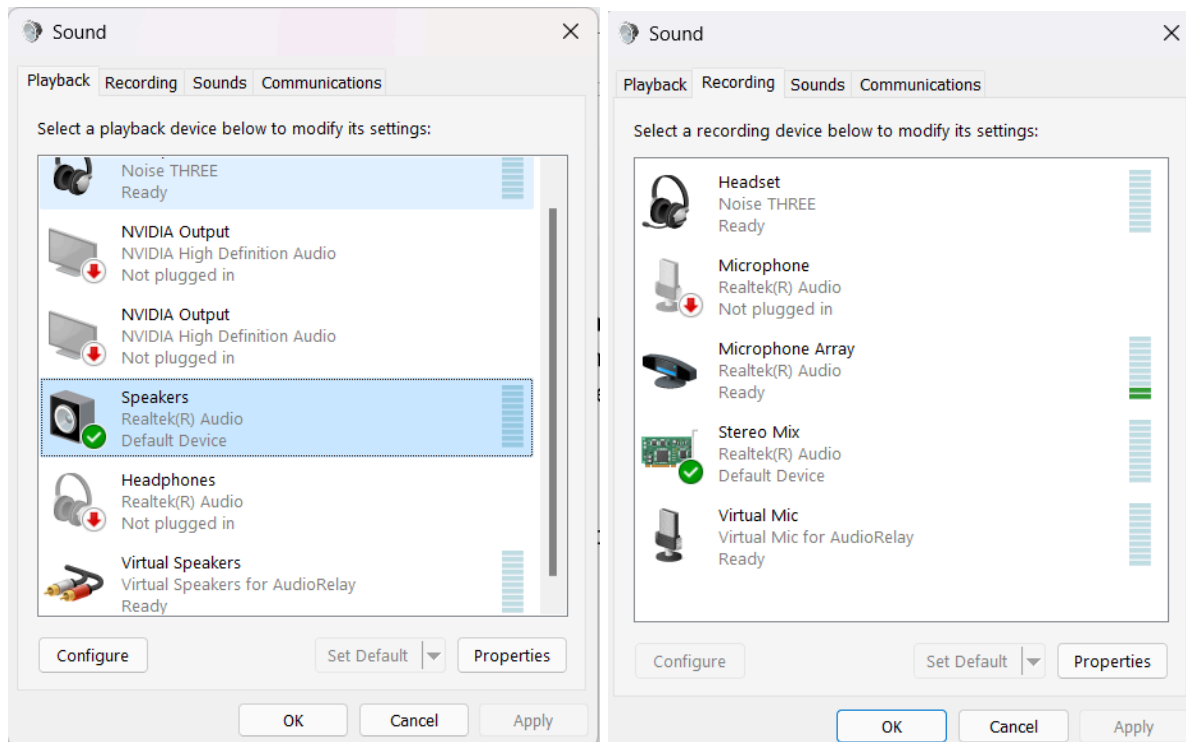 Sound
Playback Recording Sounds Communications
Select a playback device below to modify its settings:
Noise THREE
Ready
NVIDIA Output
NVIDIA High Definition Audio
Not plugged in
NVIDIA Output
NVIDIA High Definition Audio
Not plugged in
Speakers
Realtek(R) Audio
Default Device
Headphones
Realtek(R) Audio
Not plugged in
Virtual Speakers
Virtual Speakers for AudioRelay
Ready
Configure Set Default Properties
OK Cancel Apply
Sound
Playback Recording Sounds Communications
Select a recording device below to modify its settings:
Headset
Noise THREE
Ready
Microphone
Realtek(R) Audio
Not plugged in
Microphone Array
Realtek(R) Audio
Ready
Stereo Mix
Realtek(R) Audio
Default Device
Virtual Mic
Virtual Mic for AudioRelay
Ready
Configure Set Default Properties
OK Cancel Apply